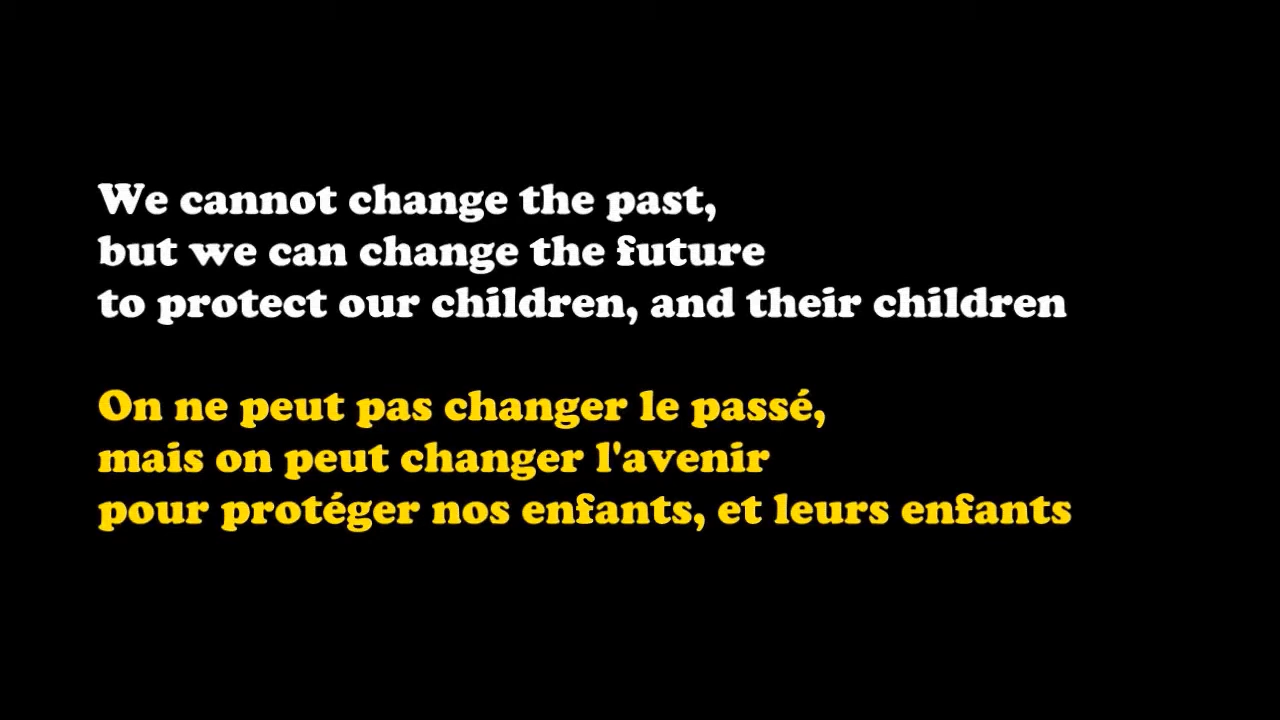 We cannot change the past,
but we can change the future
to protect our children, and their children
On ne peut pas changer le passé,
mais on peut changer l'avenir
pour protéger nos enfants, et leurs enfants